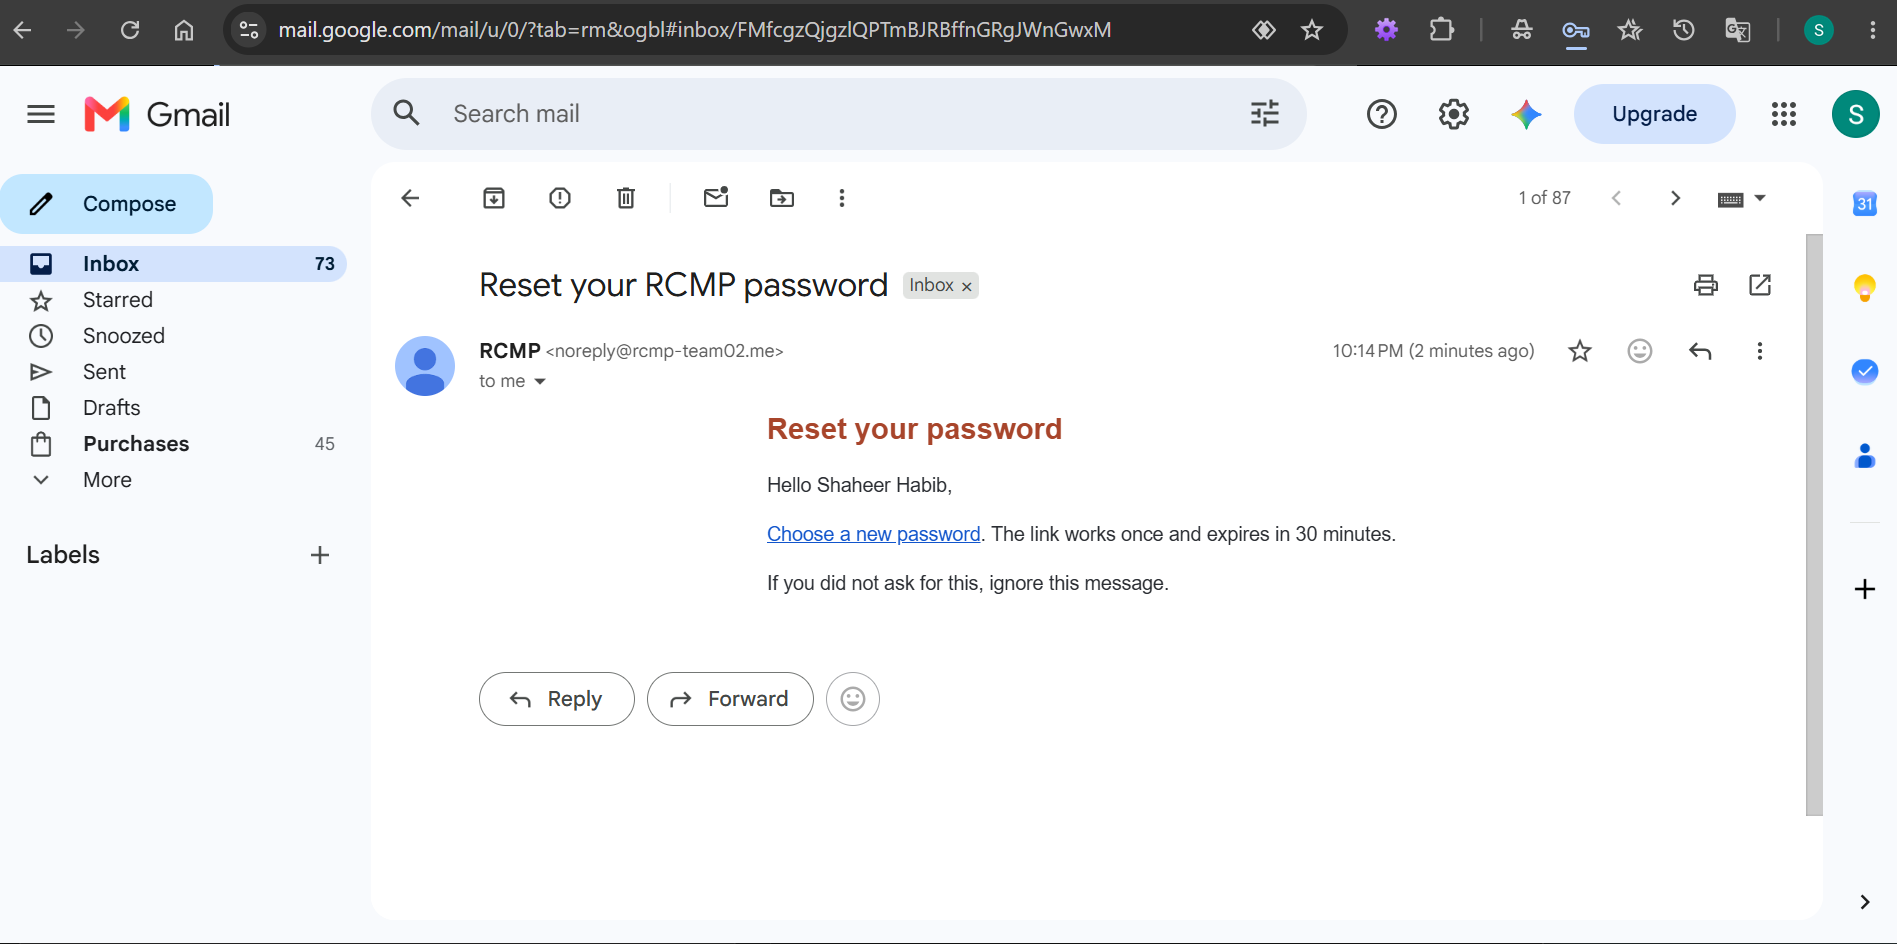 mail.google.com/mail/u/0/?tab=rm&ogbl#inbox/FMfcgzQjgzlQPTmBJRBffnGRgJWnGwxM
S
Gmail
Search mail
Upgrade
S
Compose
1 of 87
31
Inbox 73
Starred
Snoozed
Sent
Drafts
Purchases 45
More
Labels
Reset your RCMP password Inbox ×
RCMP <noreply@rcmp-team02.me> 10:14 PM (2 minutes ago)
to me
Reset your password
Hello Shaheer Habib,
Choose a new password. The link works once and expires in 30 minutes.
If you did not ask for this, ignore this message.
Reply Forward